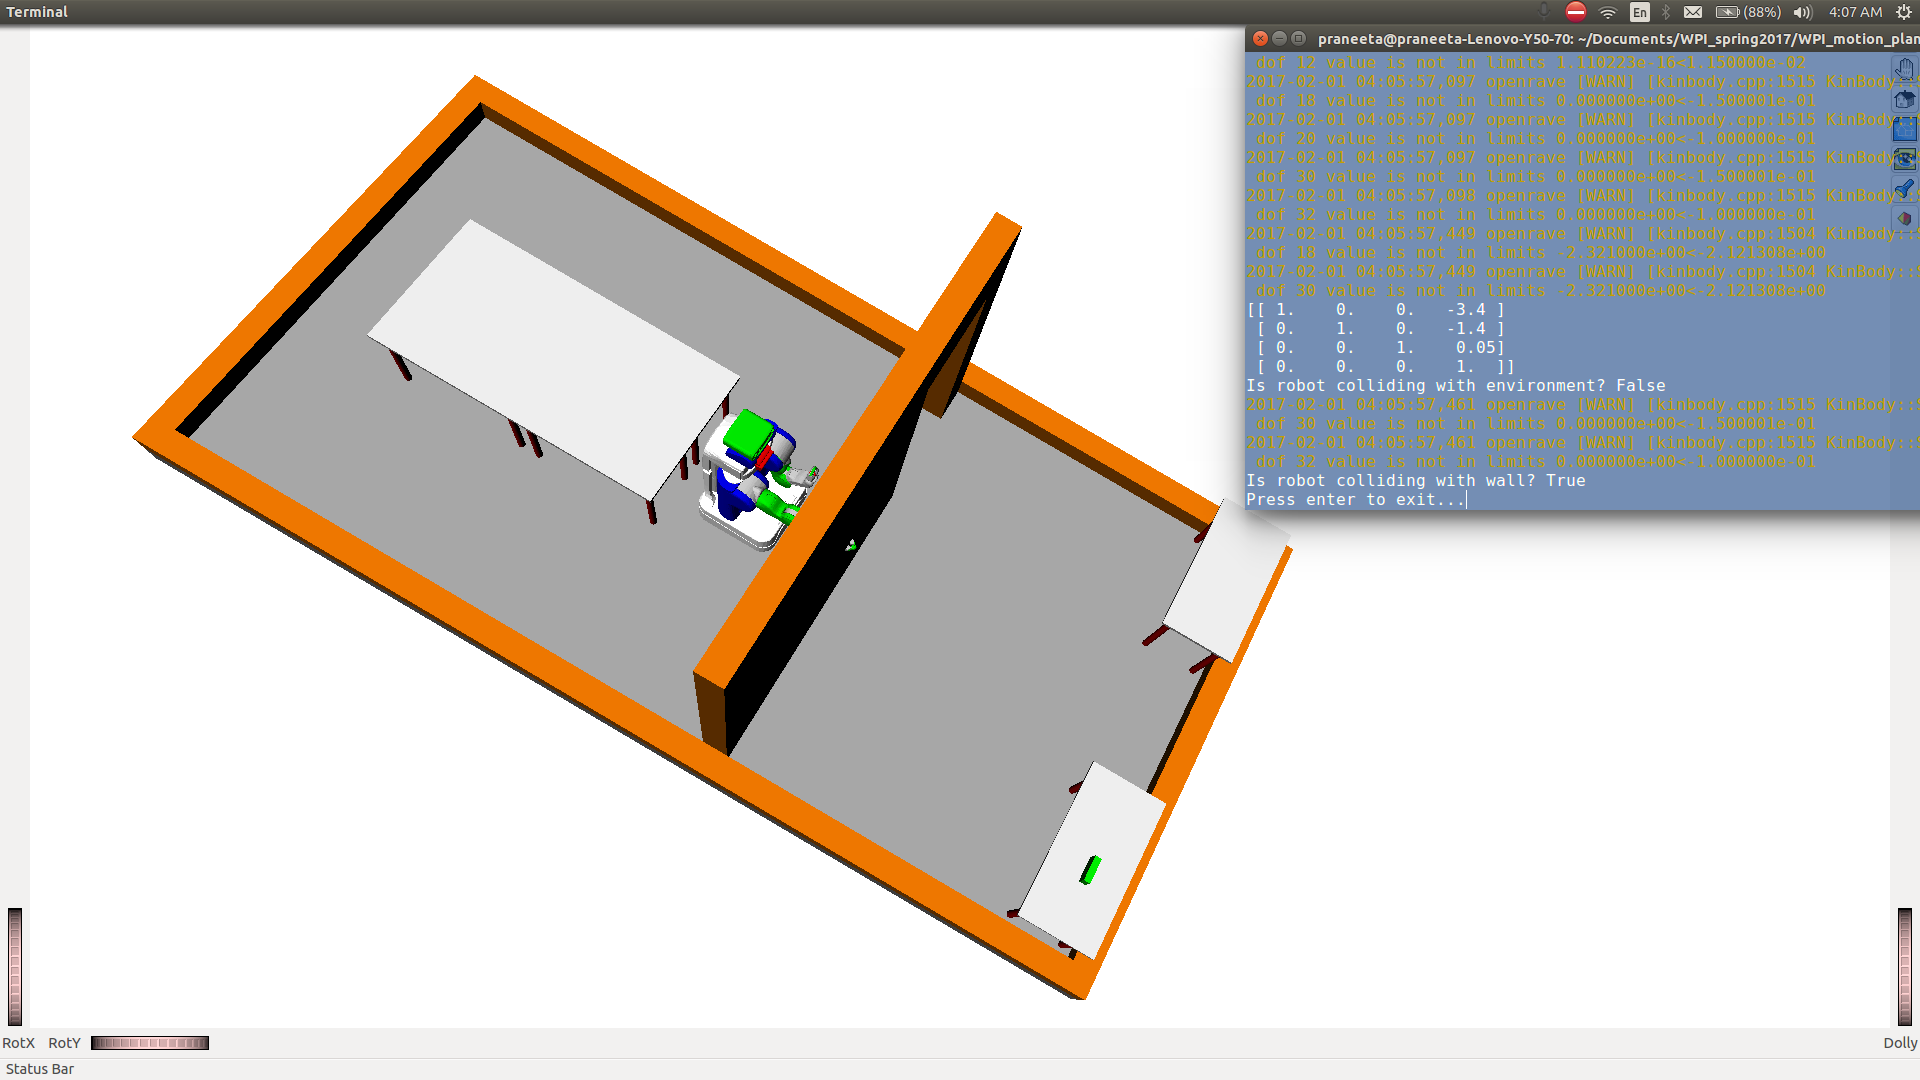 Terminal
En
(88%)
4:07 AM
praneeta@praneeta-Lenovo-Y50-70: ~/Documents/WPI_spring2017/WPI_motion_plan
dof 12 value is not in limits 1.110223e-16<1.150000e-02
2017-02-01 04:05:57,097 openrave [WARN] [kinbody.cpp:1515 KinBody::S
dof 18 value is not in limits 0.000000e+00<-1.500001e-01
2017-02-01 04:05:57,097 openrave [WARN] [kinbody.cpp:1515 KinBody::S
dof 20 value is not in limits 0.000000e+00<-1.000000e-01
2017-02-01 04:05:57,097 openrave [WARN] [kinbody.cpp:1515 KinBody::S
dof 30 value is not in limits 0.000000e+00<-1.500001e-01
2017-02-01 04:05:57,098 openrave [WARN] [kinbody.cpp:1515 KinBody::S
dof 32 value is not in limits 0.000000e+00<-1.000000e-01
2017-02-01 04:05:57,449 openrave [WARN] [kinbody.cpp:1504 KinBody::S
dof 18 value is not in limits -2.321000e+00<-2.121308e+00
2017-02-01 04:05:57,449 openrave [WARN] [kinbody.cpp:1504 KinBody::S
dof 30 value is not in limits -2.321000e+00<-2.121308e+00
[[ 1. 0. 0. -3.4 ]
[ 0. 1. 0. -1.4 ]
[ 0. 0. 1. 0.05]
[ 0. 0. 0. 1. ]]
Is robot colliding with environment? False
2017-02-01 04:05:57,461 openrave [WARN] [kinbody.cpp:1515 KinBody::S
dof 30 value is not in limits 0.000000e+00<-1.500001e-01
2017-02-01 04:05:57,461 openrave [WARN] [kinbody.cpp:1515 KinBody::S
dof 32 value is not in limits 0.000000e+00<-1.000000e-01
Is robot colliding with wall? True
Press enter to exit...
RotX RotY
Dolly
Status Bar